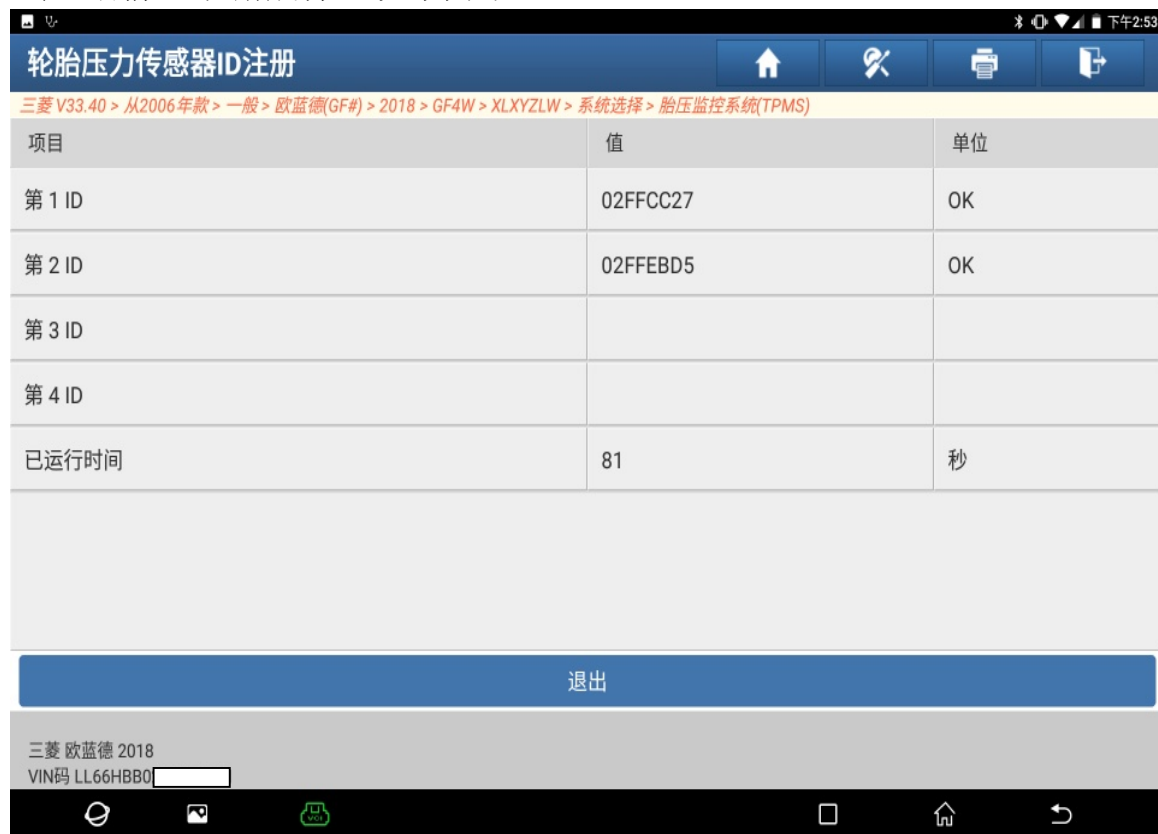 下午2:53
轮胎压力传感器ID注册
三菱 V33.40 > 从2006年款 > 一般 > 欧蓝德(GF#) > 2018 > GF4W > XLXYZLW > 系统选择 > 胎压监控系统(TPMS)
项目 值 单位
第 1 ID 02FFCC27 OK
第 2 ID 02FFEBD5 OK
第 3 ID
第 4 ID
已运行时间 81 秒
退出
三菱 欧蓝德 2018
VIN码 LL66HBB0
VCI